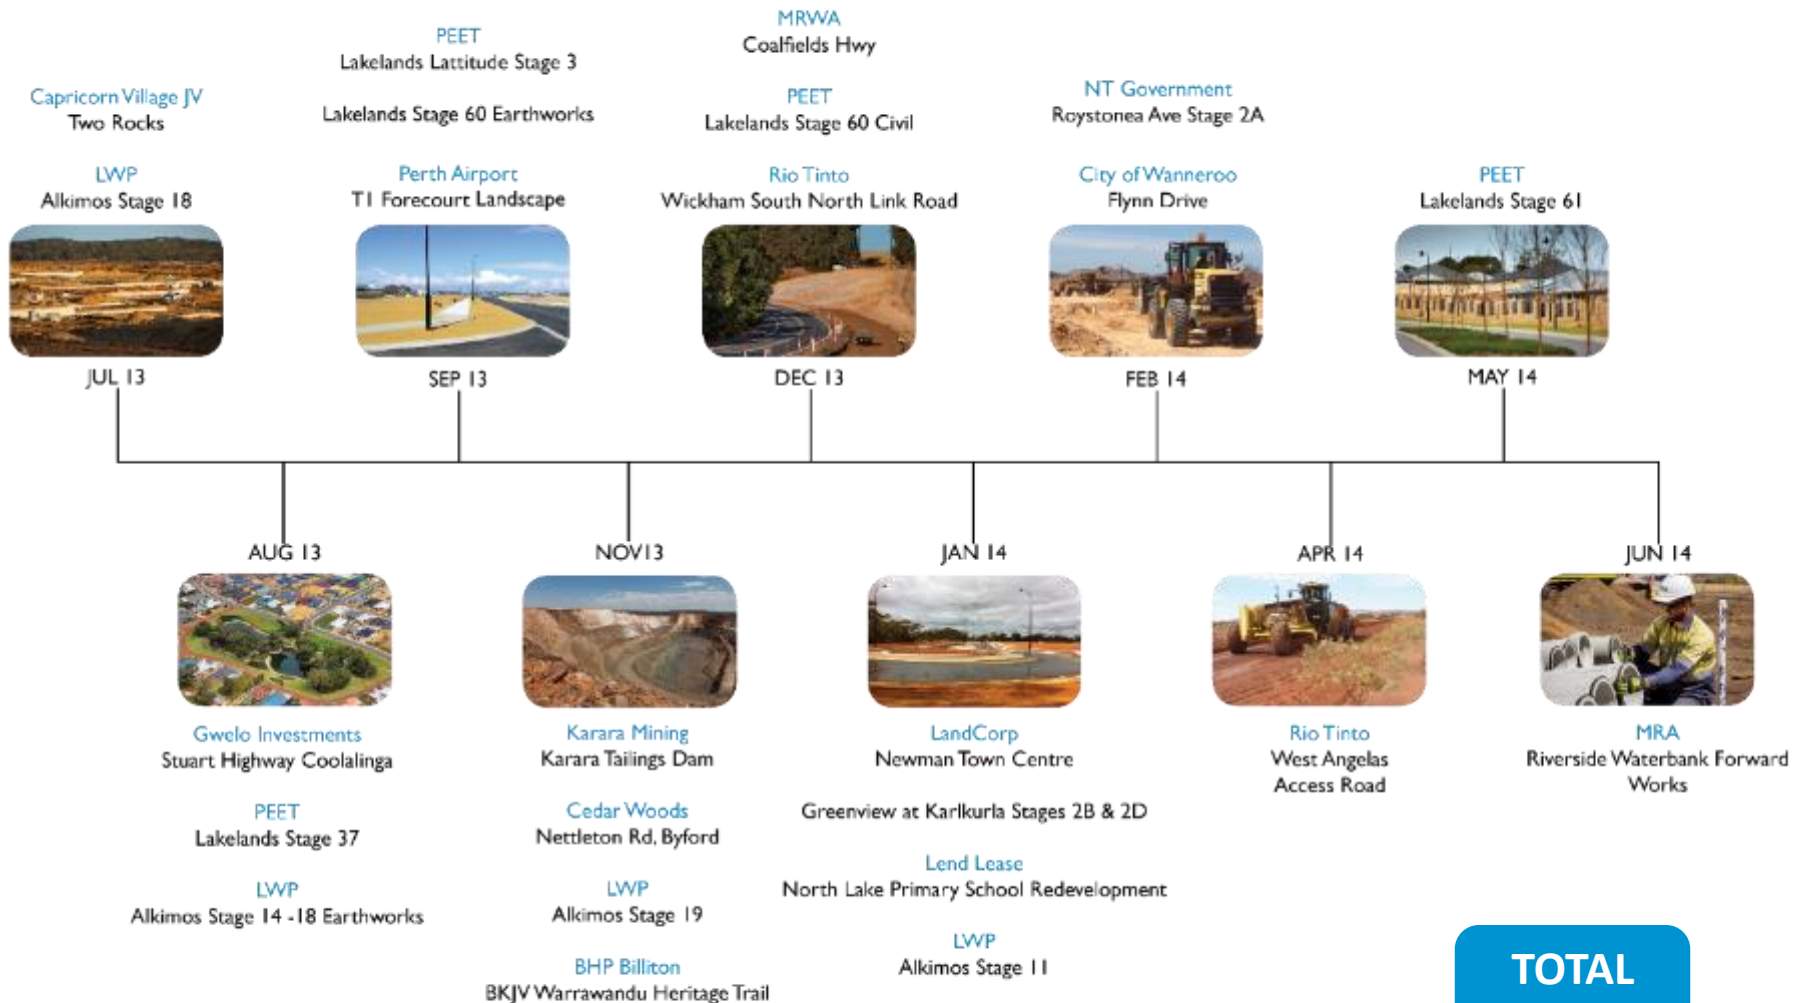 Capricorn Village JV
Two Rocks
LWP
Alkimos Stage 18
JUL 13
PEET
Lakelands Lattitude Stage 3
Lakelands Stage 60 Earthworks
Perth Airport
T1 Forecourt Landscape
SEP 13
MRWA
Coalfields Hwy
PEET
Lakelands Stage 60 Civil
Rio Tinto
Wickham South North Link Road
DEC 13
NT Government
Roystonea Ave Stage 2A
City of Wanneroo
Flynn Drive
FEB 14
PEET
Lakelands Stage 61
MAY 14
AUG 13
Gwelo Investments
Stuart Highway Coolalinga
PEET
Lakelands Stage 37
LWP
Alkimos Stage 14 -18 Earthworks
NOV13
Karara Mining
Karara Tailings Dam
Cedar Woods
Nettleton Rd, Byford
LWP
Alkimos Stage 19
BHP Billiton
BKJV Warrawandu Heritage Trail
JAN 14
LandCorp
Newman Town Centre
Greenview at Karlkurla Stages 2B & 2D
Lend Lease
North Lake Primary School Redevelopment
LWP
Alkimos Stage 11
APR 14
Rio Tinto
West Angelas
Access Road
JUN 14
MRA
Riverside Waterbank Forward
Works
TOTAL